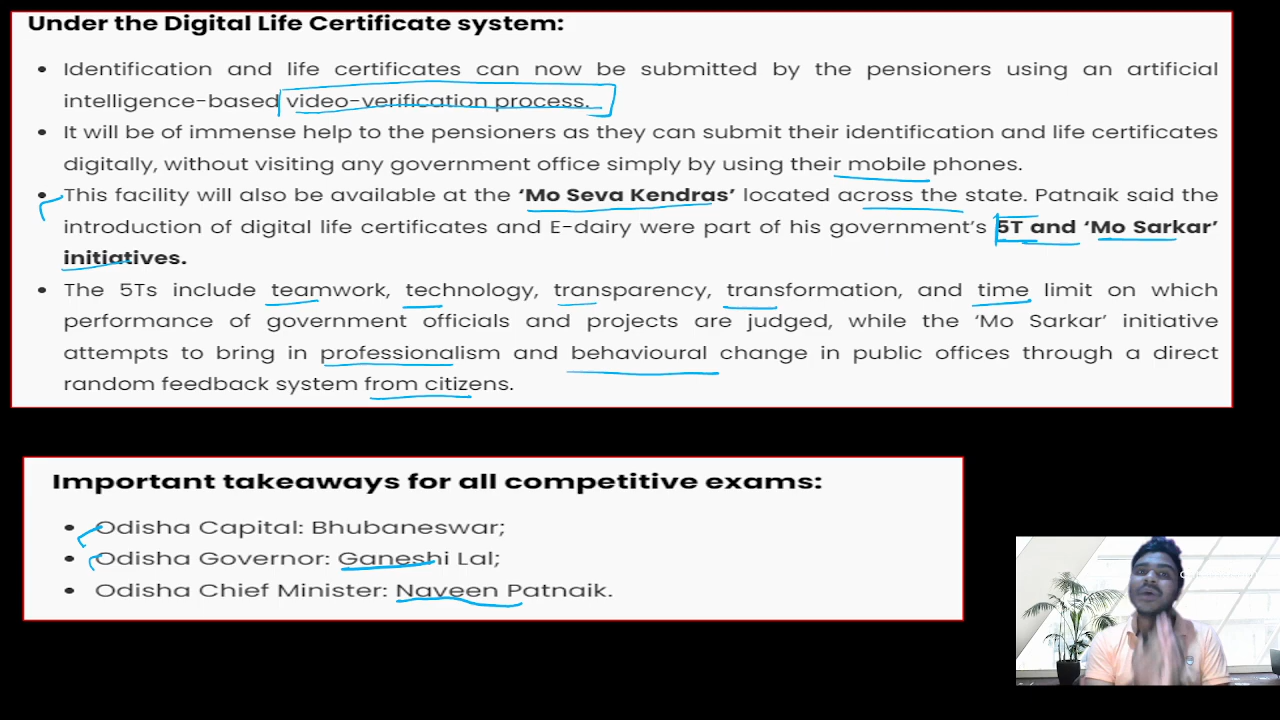 Under the Digital Life Certificate system:
• Identification and life certificates can now be submitted by the pensioners using an artificial
intelligence-based video-verification process.
• It will be of immense help to the pensioners as they can submit their identification and life certificates
digitally, without visiting any government office simply by using their mobile phones.
• This facility will also be available at the ‘Mo Seva Kendras’ located across the state. Patnaik said the
introduction of digital life certificates and E-dairy were part of his government’s 5T and ‘Mo Sarkar’
initiatives.
• The 5Ts include teamwork, technology, transparency, transformation, and time limit on which
performance of government officials and projects are judged, while the ‘Mo Sarkar’ initiative
attempts to bring in professionalism and behavioural change in public offices through a direct
random feedback system from citizens.
Important takeaways for all competitive exams:
• Odisha Capital: Bhubaneswar;
• Odisha Governor: Ganeshi Lal;
• Odisha Chief Minister: Naveen Patnaik.